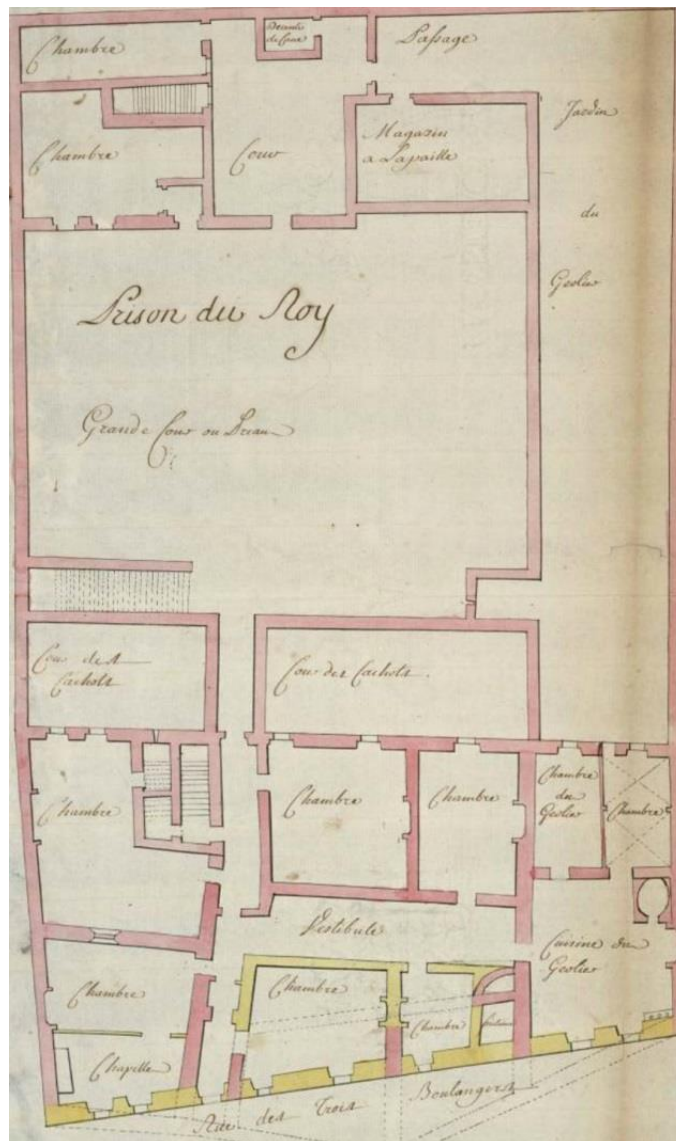 Chambre
Passage
Jardin
du
Geolier
Chambre
Cour
Magazin
a Lapaille
Prison du Roy
Grande Cour ou Preau
Cour des
Cachots
Cour des Cachots.
Chambre
Chambre
Chambre
Chambre
du
Geolier
Chambre
Vestibule
Cuisine du
Geolier
Chambre
Chambre
Chambre
Chapelle
Rue des Trois Boulangers